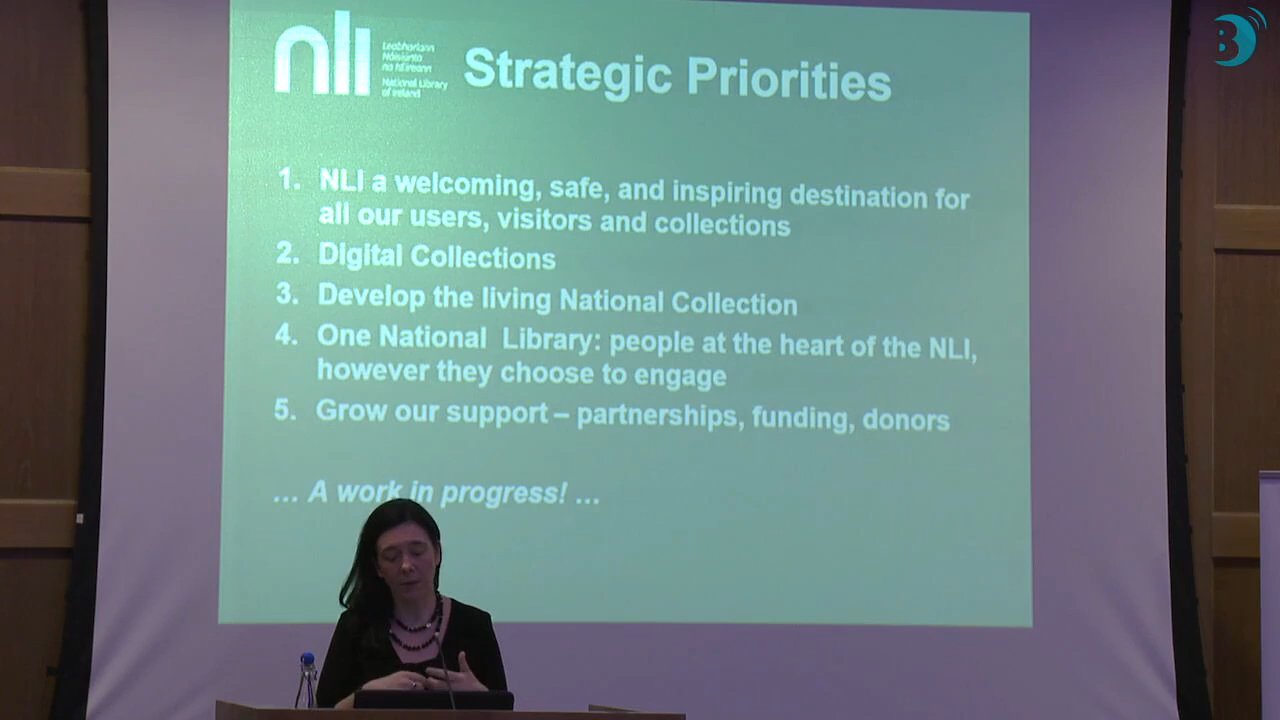 nli
Leabharlann
Náisiúnta
na hÉireann
National Library
of Ireland
Strategic Priorities
1. NLI a welcoming, safe, and inspiring destination for
all our users, visitors and collections
2. Digital Collections
3. Develop the living National Collection
4. One National Library: people at the heart of the NLI,
however they choose to engage
5. Grow our support – partnerships, funding, donors
... A work in progress! ...
B